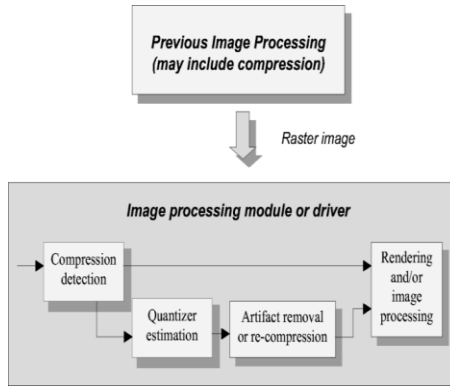 Previous Image Processing
(may include compression)
Raster image
Image processing module or driver
Compression
detection
Quantizer
estimation
Artifact removal
or re-compression
Rendering
and/or
image
processing